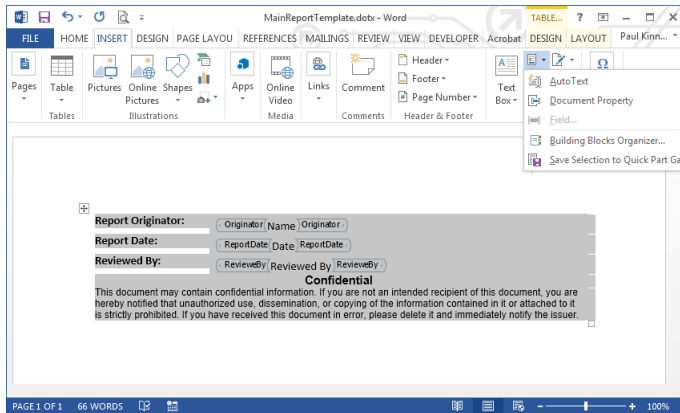 MainReportTemplate.dotx - Word
TABLE... ?
FILE HOME INSERT DESIGN PAGE LAYOU REFERENCES MAILINGS REVIEW VIEW DEVELOPER Acrobat DESIGN LAYOUT Paul Kinn...
Pages
Table
Pictures
Online Pictures
Shapes
Apps
Online Video
Links
Comment
Header
Footer
Page Number
Text Box
Ω
Tables
Illustrations
Media
Comments
Header & Footer
AutoText
Document Property
Field...
Building Blocks Organizer...
Save Selection to Quick Part Ga
Report Originator: Originator Name Originator
Report Date: ReportDate Date ReportDate
Reviewed By: RevieweBy Reviewed By RevieweBy
Confidential
This document may contain confidential information. If you are not an intended recipient of this document, you are
hereby notified that unauthorized use, dissemination, or copying of the information contained in it or attached to it
is strictly prohibited. If you have received this document in error, please delete it and immediately notify the issuer.
PAGE 1 OF 1 66 WORDS 100%